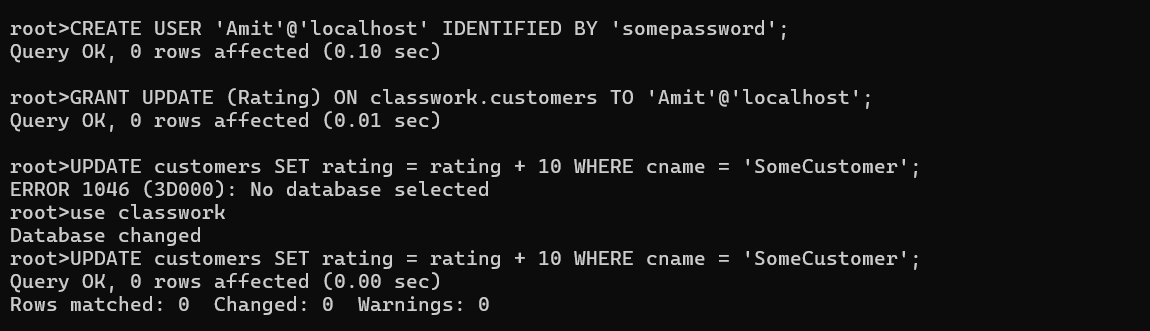 root>CREATE USER 'Amit'@'localhost' IDENTIFIED BY 'somepassword';
Query OK, 0 rows affected (0.10 sec)
root>GRANT UPDATE (Rating) ON classwork.customers TO 'Amit'@'localhost';
Query OK, 0 rows affected (0.01 sec)
root>UPDATE customers SET rating = rating + 10 WHERE cname = 'SomeCustomer';
ERROR 1046 (3D000): No database selected
root>use classwork
Database changed
root>UPDATE customers SET rating = rating + 10 WHERE cname = 'SomeCustomer';
Query OK, 0 rows affected (0.00 sec)
Rows matched: 0  Changed: 0  Warnings: 0